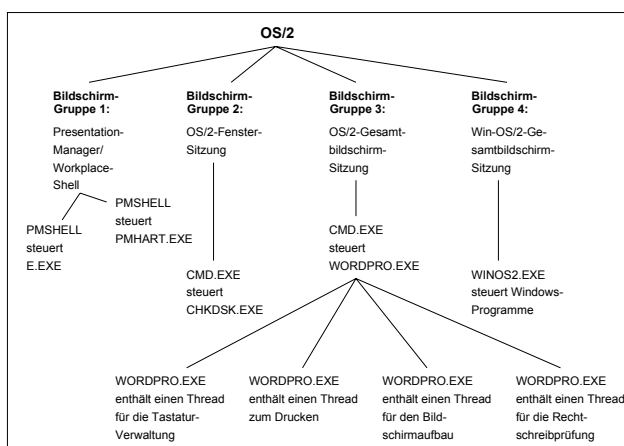 OS/2
Bildschirm-
Gruppe 1:
Presentation-
Manager/
Workplace-
Shell
Bildschirm-
Gruppe 2:
OS/2-Fenster-
Sitzung
Bildschirm-
Gruppe 3:
OS/2-Gesamt-
bildschirm-
Sitzung
Bildschirm-
Gruppe 4:
Win-OS/2-Ge-
samtbildschirm-
Sitzung
PMSHELL
steuert
E.EXE
PMSHELL
steuert
PMHART.EXE
CMD.EXE
steuert
CHKDSK.EXE
CMD.EXE
steuert
WORDPRO.EXE
WINOS2.EXE
steuert Windows-
Programme
WORDPRO.EXE
enthält einen Thread
für die Tastatur-
Verwaltung
WORDPRO.EXE
enthält einen Thread
zum Drucken
WORDPRO.EXE
enthält einen Thread
für den Bild-
schirmaufbau
WORDPRO.EXE
enthält einen Thread
für die Recht-
schreibprüfung